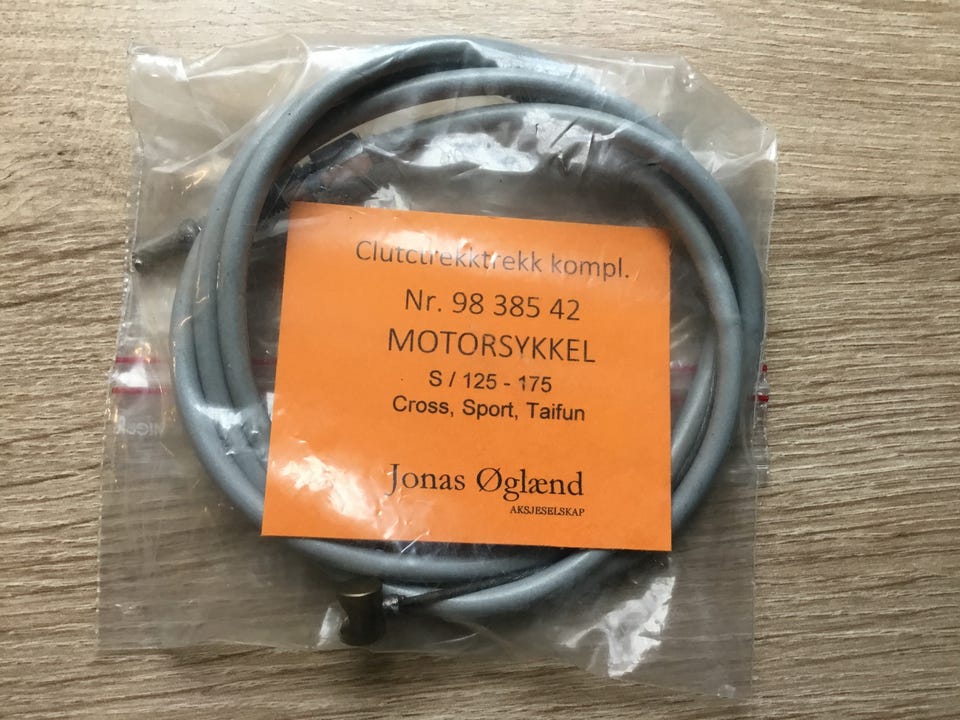 Clutctrekktrekk kompl.
Nr. 98 385 42
MOTORSYKKEL
S / 125 - 175
Cross, Sport, Taifun
Jonas Øglænd
AKSJESELSKAP